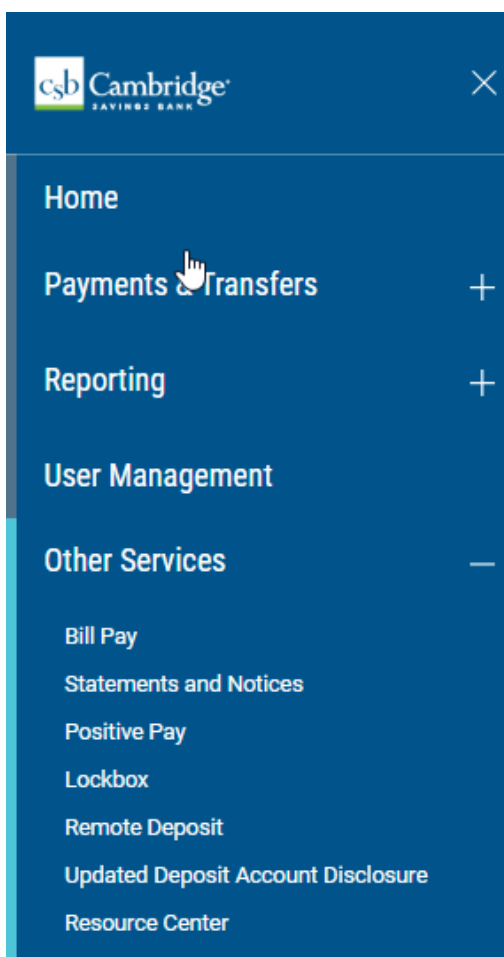 csb Cambridge
SAVINGS BANK
Home
Payments & Transfers
Reporting
User Management
Other Services
Bill Pay
Statements and Notices
Positive Pay
Lockbox
Remote Deposit
Updated Deposit Account Disclosure
Resource Center